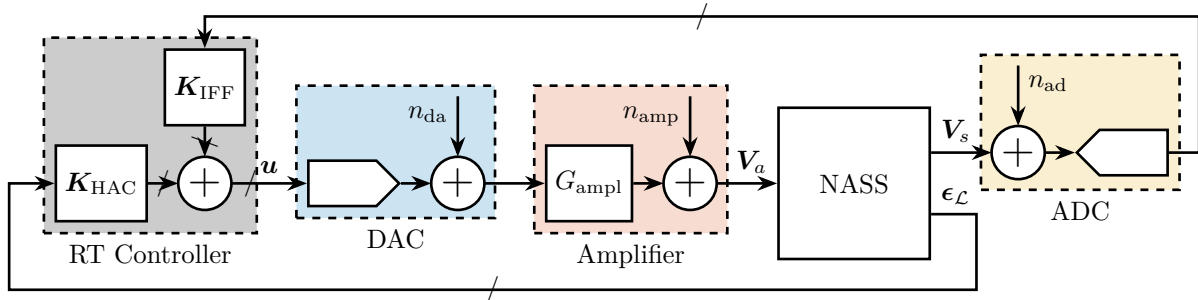 K_IFF
K_HAC
+
u
RT Controller
n_da
+
DAC
n_amp
G_ampl
+
Amplifier
V_a
NASS
V_s
ϵ_ℒ
n_ad
+
ADC